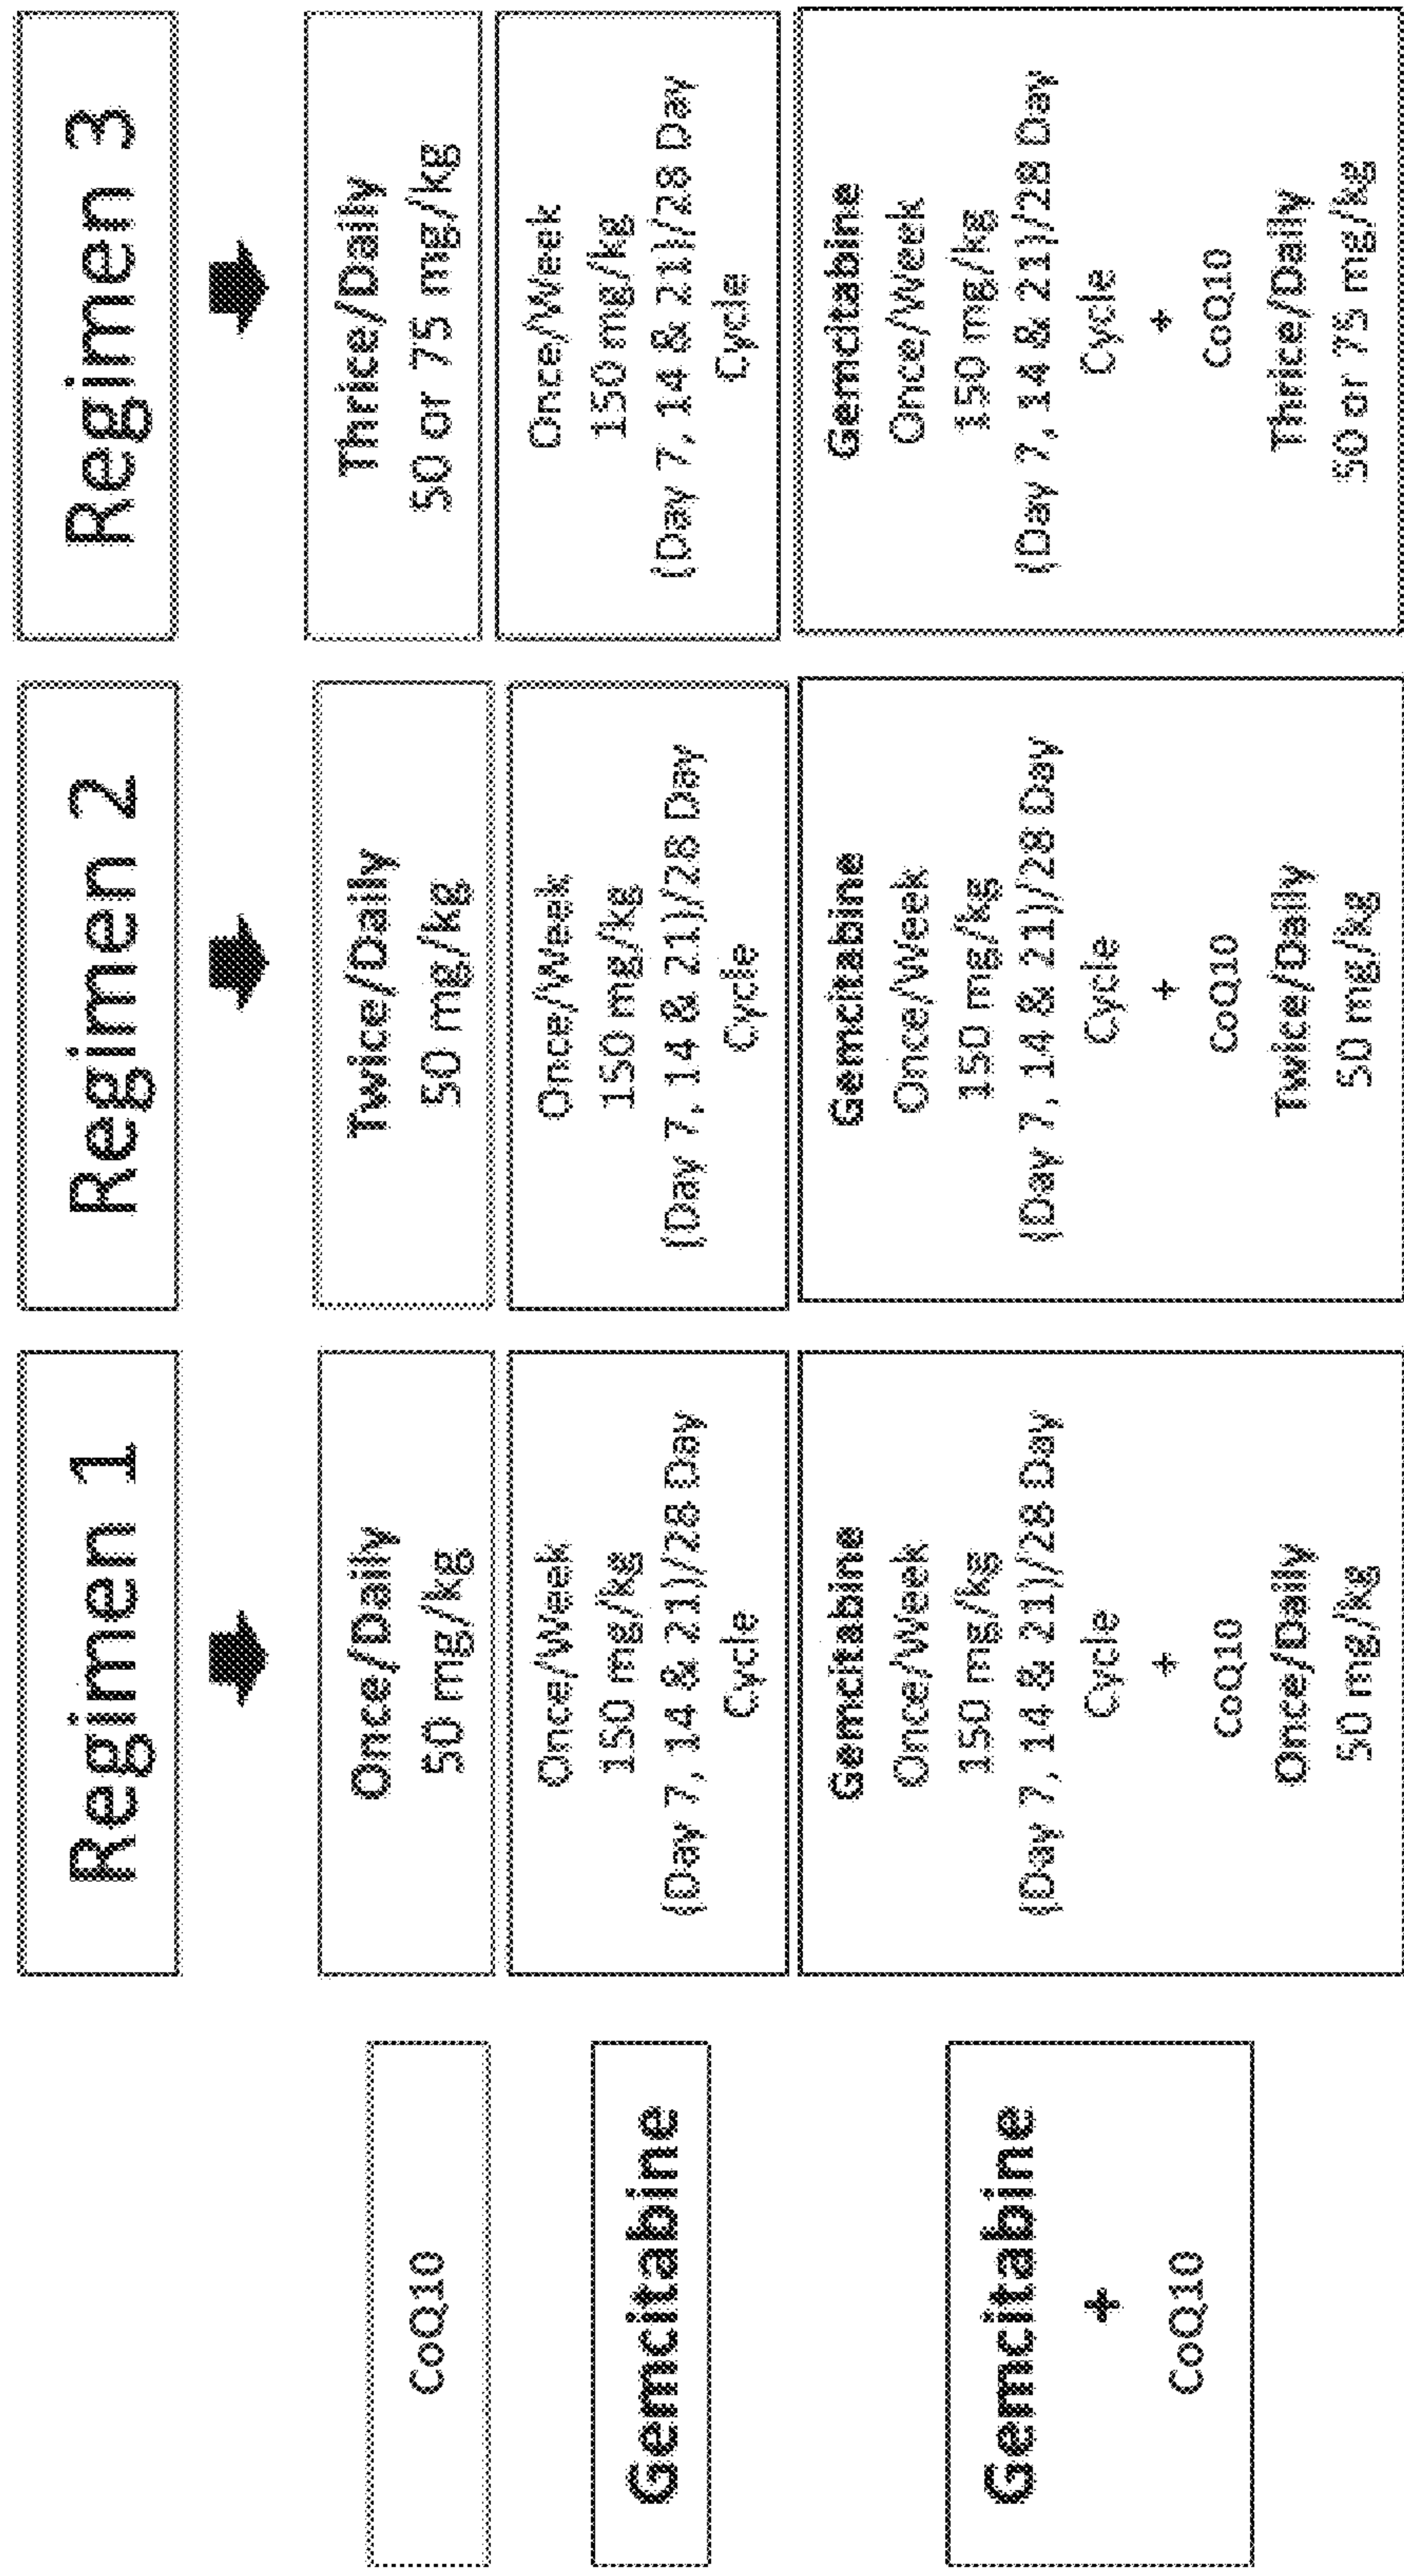 Regimen 1
Regimen 2
Regimen 3
CoQ10
Once/Daily
50 mg/kg
Twice/Daily
50 mg/kg
Thrice/Daily
50 or 75 mg/kg
Gemcitabine
Once/Week
150 mg/kg
(Day 7, 14 & 21)/28 Day
Cycle
Once/Week
150 mg/kg
(Day 7, 14 & 21)/28 Day
Cycle
Once/Week
150 mg/kg
(Day 7, 14 & 21)/28 Day
Cycle
Gemcitabine
+
CoQ10
Gemcitabine
Once/Week
150 mg/kg
(Day 7, 14 & 21)/28 Day
Cycle
+
CoQ10
Once/Daily
50 mg/kg
Gemcitabine
Once/Week
150 mg/kg
(Day 7, 14 & 21)/28 Day
Cycle
+
CoQ10
Twice/Daily
50 mg/kg
Gemcitabine
Once/Week
150 mg/kg
(Day 7, 14 & 21)/28 Day
Cycle
+
CoQ10
Thrice/Daily
50 or 75 mg/kg